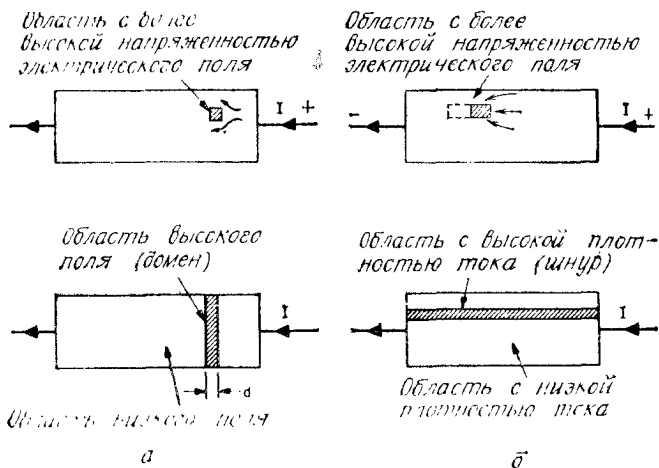 Область с более
высокой напряженностью
электрического поля
I +
Область с более
высокой напряженностью
электрического поля
-
I +
Область высокого
поля (домен)
I
d
Область низкого поля
а
Область с высокой плот-
ностью тока (шнур)
I
Область с низкой
плотностью тока
б